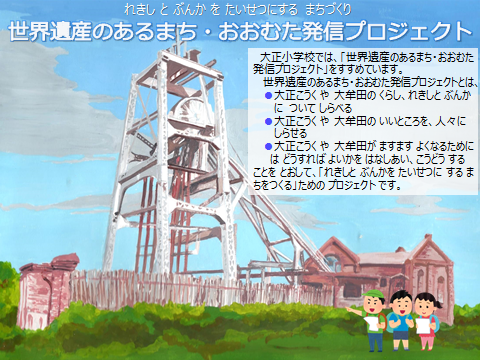 れきし と ぶんか を たいせつにする まちづくり
世界遺産のあるまち・おおむた発信プロジェクト
大正小学校では、「世界遺産のあるまち・おおむた
発信プロジェクト」をすすめています。
世界遺産のあるまち・おおむた発信プロジェクトとは、
●大正こうく や 大牟田の くらし、れきしと ぶんか
に ついて しらべる
●大正こうく や 大牟田の いいところを、人々に
しらせる
●大正こうく や 大牟田が ますます よくなるために
は どうすれば よいかを はなしあい、こうどう する
ことを とおして、「れきしと ぶんかを たいせつに する ま
ちをつくる」ための プロジェクトです。